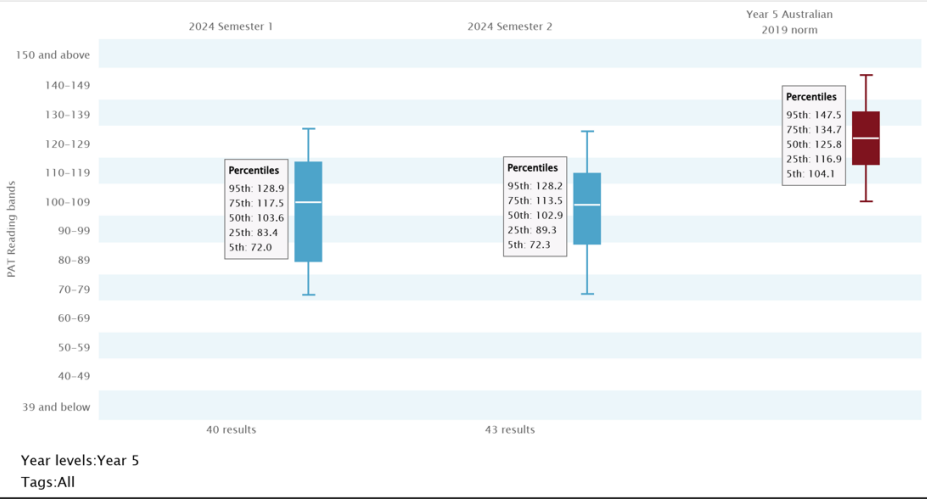 2024 Semester 1
2024 Semester 2
Year 5 Australian
2019 norm
PAT Reading bands
150 and above
140–149
130–139
120–129
110–119
100–109
90–99
80–89
70–79
60–69
50–59
40–49
39 and below
Percentiles
95th: 128.9
75th: 117.5
50th: 103.6
25th: 83.4
5th: 72.0
Percentiles
95th: 128.2
75th: 113.5
50th: 102.9
25th: 89.3
5th: 72.3
Percentiles
95th: 147.5
75th: 134.7
50th: 125.8
25th: 116.9
5th: 104.1
40 results
43 results
Year levels:Year 5
Tags:All